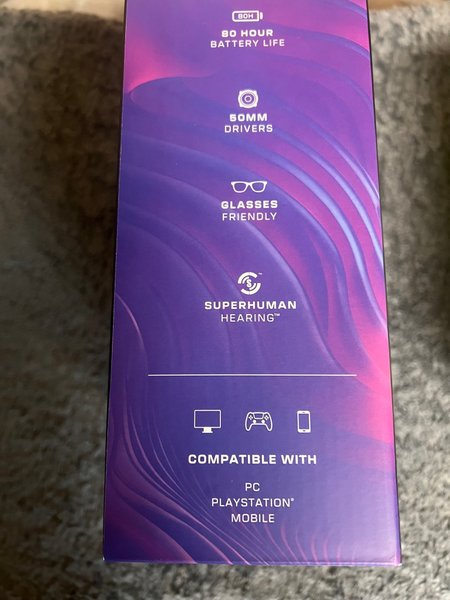 80H
80 HOUR
BATTERY LIFE
50MM
DRIVERS
GLASSES
FRIENDLY
SUPERHUMAN
HEARING™
COMPATIBLE WITH
PC
PLAYSTATION®
MOBILE